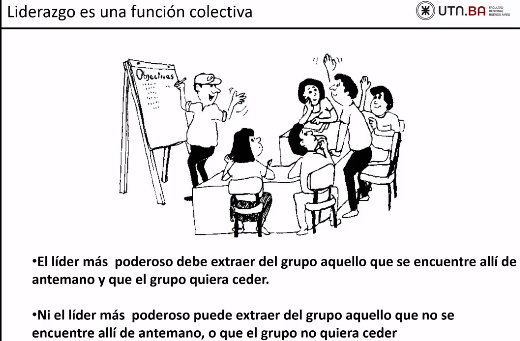 Liderazgo es una función colectiva
UTN.BA
Objectivos
•El líder más poderoso debe extraer del grupo aquello que se encuentre allí de
antemano y que el grupo quiera ceder.
•Ni el líder más poderoso puede extraer del grupo aquello que no se
encuentre allí de antemano, o que el grupo no quiera ceder